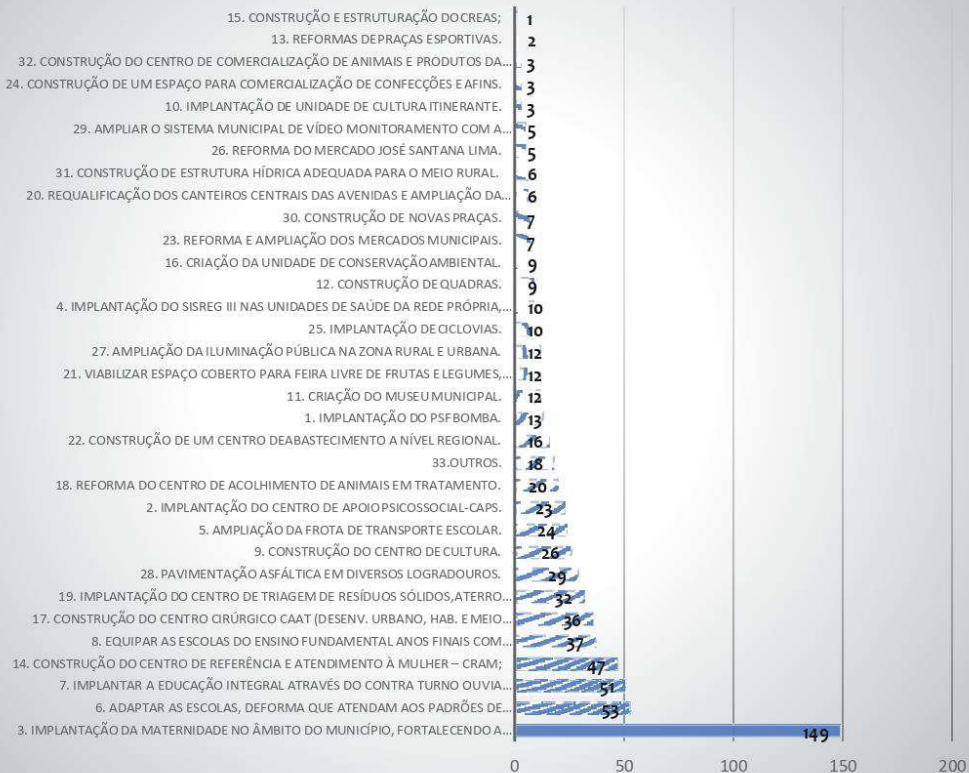 15. CONSTRUÇÃO E ESTRUTURAÇÃO DOCREAS; 1
13. REFORMAS DEPRAÇAS ESPORTIVAS. 2
32. CONSTRUÇÃO DO CENTRO DE COMERCIALIZAÇÃO DE ANIMAIS E PRODUTOS DA... 3
24. CONSTRUÇÃO DE UM ESPAÇO PARA COMERCIALIZAÇÃO DE CONFECÇÕES EAFINS. 3
10. IMPLANTAÇÃO DE UNIDADE DE CULTURA ITINERANTE. 3
29. AMPLIAR O SISTEMA MUNICIPAL DE VÍDEO MONITORAMENTO COM A... 5
26. REFORMA DO MERCADO JOSÉ SANTANA LIMA. 5
31. CONSTRUÇÃO DE ESTRUTURA HÍDRICA ADEQUADA PARA O MEIO RURAL. 6
20. REQUALIFICAÇÃO DOS CANTEIROS CENTRAIS DAS AVENIDAS E AMPLIAÇÃO DA... 6
30. CONSTRUÇÃO DE NOVAS PRAÇAS. 7
23. REFORMA E AMPLIAÇÃO DOS MERCADOS MUNICIPAIS. 7
16. CRIAÇÃO DA UNIDADE DE CONSERVAÇÃO AMBIENTAL. 9
12. CONSTRUÇÃO DE QUADRAS. 9
4. IMPLANTAÇÃO DO SISREG III NAS UNIDADES DE SAÚDE DA REDE PRÓPRIA,... 10
25. IMPLANTAÇÃO DE CICLOVIAS. 10
27. AMPLIAÇÃO DA ILUMINAÇÃO PÚBLICA NA ZONA RURAL E URBANA. 12
21. VIABILIZAR ESPAÇO COBERTO PARA FEIRA LIVRE DE FRUTAS E LEGUMES,... 12
11. CRIAÇÃO DO MUSEU MUNICIPAL. 12
1. IMPLANTAÇÃO DO PSF BOMBA. 13
22. CONSTRUÇÃO DE UM CENTRO DEABASTECIMENTO A NÍVEL REGIONAL. 16
33.OUTROS. 18
18. REFORMA DO CENTRO DE ACOLHIMENTO DE ANIMAIS EM TRATAMENTO. 20
2. IMPLANTAÇÃO DO CENTRO DE APOIO PSICOSSOCIAL-CAPS. 23
5. AMPLIAÇÃO DA FROTA DE TRANSPORTE ESCOLAR. 24
9. CONSTRUÇÃO DO CENTRO DE CULTURA. 26
28. PAVIMENTAÇÃO ASFÁLTICA EM DIVERSOS LOGRADOUROS. 29
19. IMPLANTAÇÃO DO CENTRO DE TRIAGEM DE RESÍDUOS SÓLIDOS,ATERRO... 32
17. CONSTRUÇÃO DO CENTRO CIRÚRGICO CAAT (DESENV. URBANO, HAB. E MEIO... 36
8. EQUIPAR AS ESCOLAS DO ENSINO FUNDAMENTAL ANOS FINAIS COM... 37
14. CONSTRUÇÃO DO CENTRO DE REFERÊNCIA E ATENDIMENTO À MULHER – CRAM; 47
7. IMPLANTAR A EDUCAÇÃO INTEGRAL ATRAVÉS DO CONTRA TURNO OUVIA... 51
6. ADAPTAR AS ESCOLAS, DEFORMA QUE ATENDAM AOS PADRÕES DE... 53
3. IMPLANTAÇÃO DA MATERNIDADE NO ÂMBITO DO MUNICÍPIO, FORTALECENDO A... 149
0 50 100 150 200